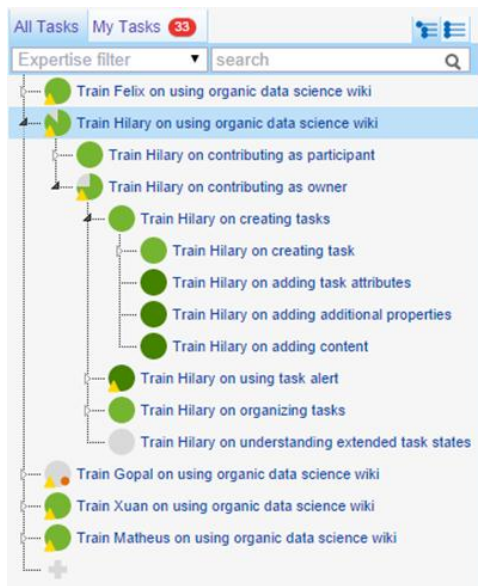 All Tasks My Tasks 33
Expertise filter search
Train Felix on using organic data science wiki
Train Hilary on using organic data science wiki
Train Hilary on contributing as participant
Train Hilary on contributing as owner
Train Hilary on creating tasks
Train Hilary on creating task
Train Hilary on adding task attributes
Train Hilary on adding additional properties
Train Hilary on adding content
Train Hilary on using task alert
Train Hilary on organizing tasks
Train Hilary on understanding extended task states
Train Gopal on using organic data science wiki
Train Xuan on using organic data science wiki
Train Matheus on using organic data science wiki